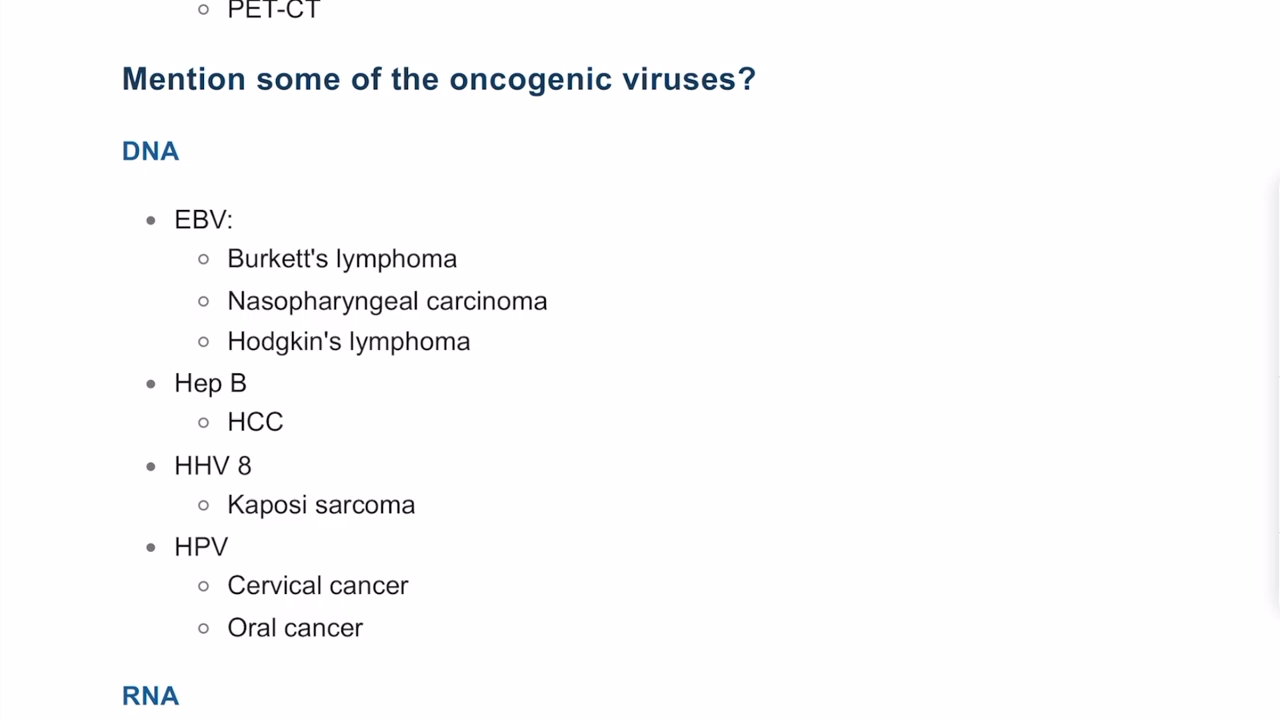 PET-CT
Mention some of the oncogenic viruses?
DNA
EBV:
Burkett's lymphoma
Nasopharyngeal carcinoma
Hodgkin's lymphoma
Hep B
HCC
HHV 8
Kaposi sarcoma
HPV
Cervical cancer
Oral cancer
RNA